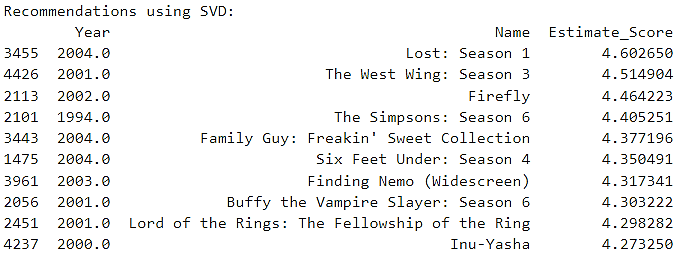 Recommendations using SVD:
Year Name Estimate_Score
3455 2004.0 Lost: Season 1 4.602650
4426 2001.0 The West Wing: Season 3 4.514904
2113 2002.0 Firefly 4.464223
2101 1994.0 The Simpsons: Season 6 4.405251
3443 2004.0 Family Guy: Freakin' Sweet Collection 4.377196
1475 2004.0 Six Feet Under: Season 4 4.350491
3961 2003.0 Finding Nemo (Widescreen) 4.317341
2056 2001.0 Buffy the Vampire Slayer: Season 6 4.303222
2451 2001.0 Lord of the Rings: The Fellowship of the Ring 4.298282
4237 2000.0 Inu-Yasha 4.273250